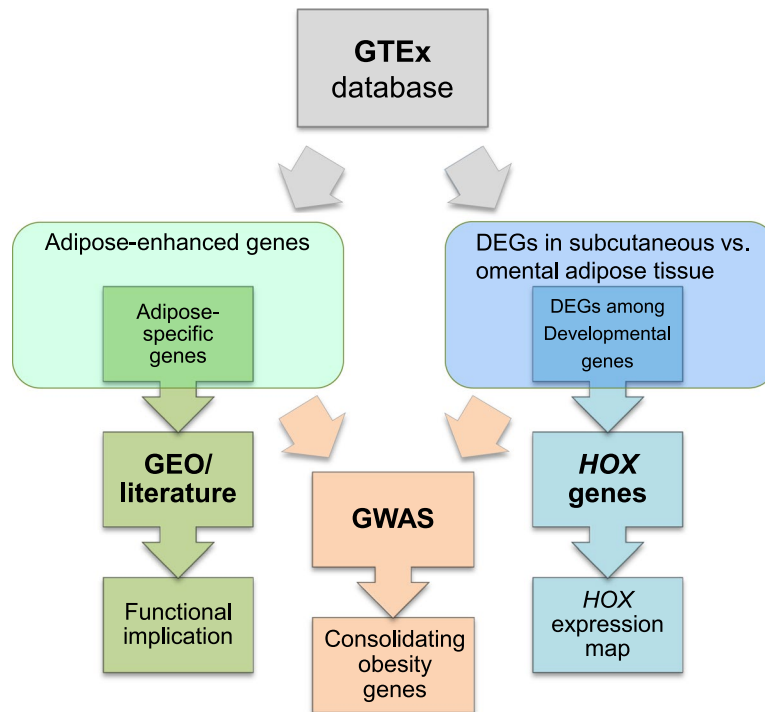 GTEx
database
Adipose-enhanced genes
DEGs in subcutaneous vs.
omental adipose tissue
Adipose-
specific
genes
DEGs among
Developmental
genes
GEO/
literature
GWAS
HOX
genes
Functional
implication
Consolidating
obesity
genes
HOX
expression
map